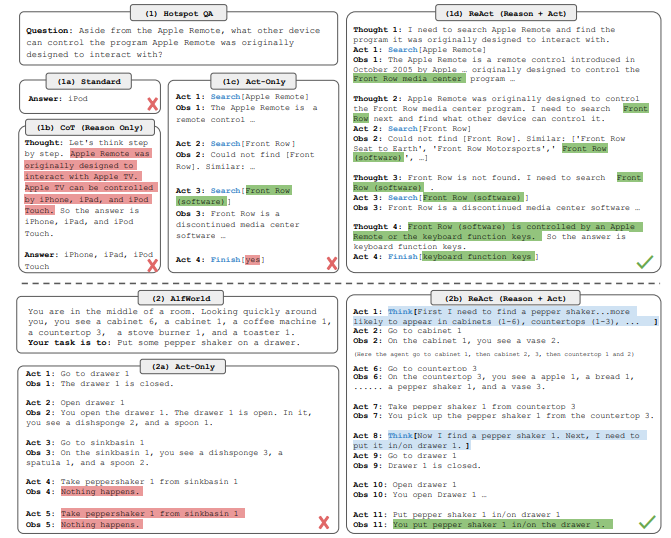 (1) Hotspot QA
Question: Aside from the Apple Remote, what other device
can control the program Apple Remote was originally
designed to interact with?
(1a) Standard
Answer: iPod
(1b) CoT (Reason Only)
Thought: Let's think step
by step. Apple Remote was
originally designed to
interact with Apple TV.
Apple TV can be controlled
by iPhone, iPad, and iPod
Touch. So the answer is
iPhone, iPad, and iPod
Touch.
Answer: iPhone, iPad, iPod
Touch
(1c) Act-Only
Act 1: Search[Apple Remote]
Obs 1: The Apple Remote is a
remote control …
Act 2: Search[Front Row]
Obs 2: Could not find [Front
Row]. Similar: …
Act 3: Search[Front Row
(software)]
Obs 3: Front Row is a
discontinued media center
software …
Act 4: Finish[yes]
(1d) ReAct (Reason + Act)
Thought 1: I need to search Apple Remote and find the
program it was originally designed to interact with.
Act 1: Search[Apple Remote]
Obs 1: The Apple Remote is a remote control introduced in
October 2005 by Apple … originally designed to control the
Front Row media center program …
Thought 2: Apple Remote was originally designed to control
the Front Row media center program. I need to search Front
Row next and find what other device can control it.
Act 2: Search[Front Row]
Obs 2: Could not find [Front Row]. Similar: ['Front Row
Seat to Earth', 'Front Row Motorsports', 'Front Row
(software)', …]
Thought 3: Front Row is not found. I need to search Front
Row (software) .
Act 3: Search[Front Row (software)]
Obs 3: Front Row is a discontinued media center software …
Thought 4: Front Row (software) is controlled by an Apple
Remote or the keyboard function keys. So the answer is
keyboard function keys.
Act 4: Finish[keyboard function keys]
(2) AlfWorld
You are in the middle of a room. Looking quickly around
you, you see a cabinet 6, a cabinet 1, a coffee machine 1,
a countertop 3, a stove burner 1, and a toaster 1.
Your task is to: Put some pepper shaker on a drawer.
(2a) Act-Only
Act 1: Go to drawer 1
Obs 1: The drawer 1 is closed.
Act 2: Open drawer 1
Obs 2: You open the drawer 1. The drawer 1 is open. In it,
you see a dishsponge 2, and a spoon 1.
Act 3: Go to sinkbasin 1
Obs 3: On the sinkbasin 1, you see a dishsponge 3, a
spatula 1, and a spoon 2.
Act 4: Take peppershaker 1 from sinkbasin 1
Obs 4: Nothing happens.
Act 5: Take peppershaker 1 from sinkbasin 1
Obs 5: Nothing happens.
(2b) ReAct (Reason + Act)
Act 1: Think[First I need to find a pepper shaker...more
likely to appear in cabinets (1-6), countertops (1-3), ... ]
Act 2: Go to cabinet 1
Obs 2: On the cabinet 1, you see a vase 2.
(Here the agent go to cabinet 1, then cabinet 2, 3, then countertop 1 and 2)
Act 6: Go to countertop 3
Obs 6: On the countertop 3, you see a apple 1, a bread 1,
...... a pepper shaker 1, and a vase 3.
Act 7: Take pepper shaker 1 from countertop 3
Obs 7: You pick up the pepper shaker 1 from the countertop 3.
Act 8: Think[Now I find a pepper shaker 1. Next, I need to
put it in/on drawer 1. ]
Act 9: Go to drawer 1
Obs 9: Drawer 1 is closed.
Act 10: Open drawer 1
Obs 10: You open Drawer 1 …
Act 11: Put pepper shaker 1 in/on drawer 1
Obs 11: You put pepper shaker 1 in/on the drawer 1.